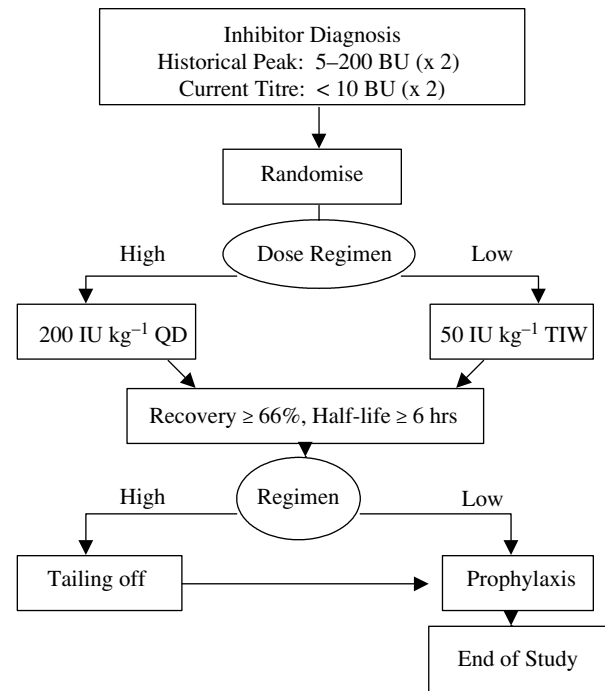 Inhibitor Diagnosis
Historical Peak: 5–200 BU (x 2)
Current Titre: < 10 BU (x 2)
Randomise
Dose Regimen
High
Low
200 IU kg⁻¹ QD
50 IU kg⁻¹ TIW
Recovery ≥ 66%, Half-life ≥ 6 hrs
Regimen
High
Low
Tailing off
Prophylaxis
End of Study